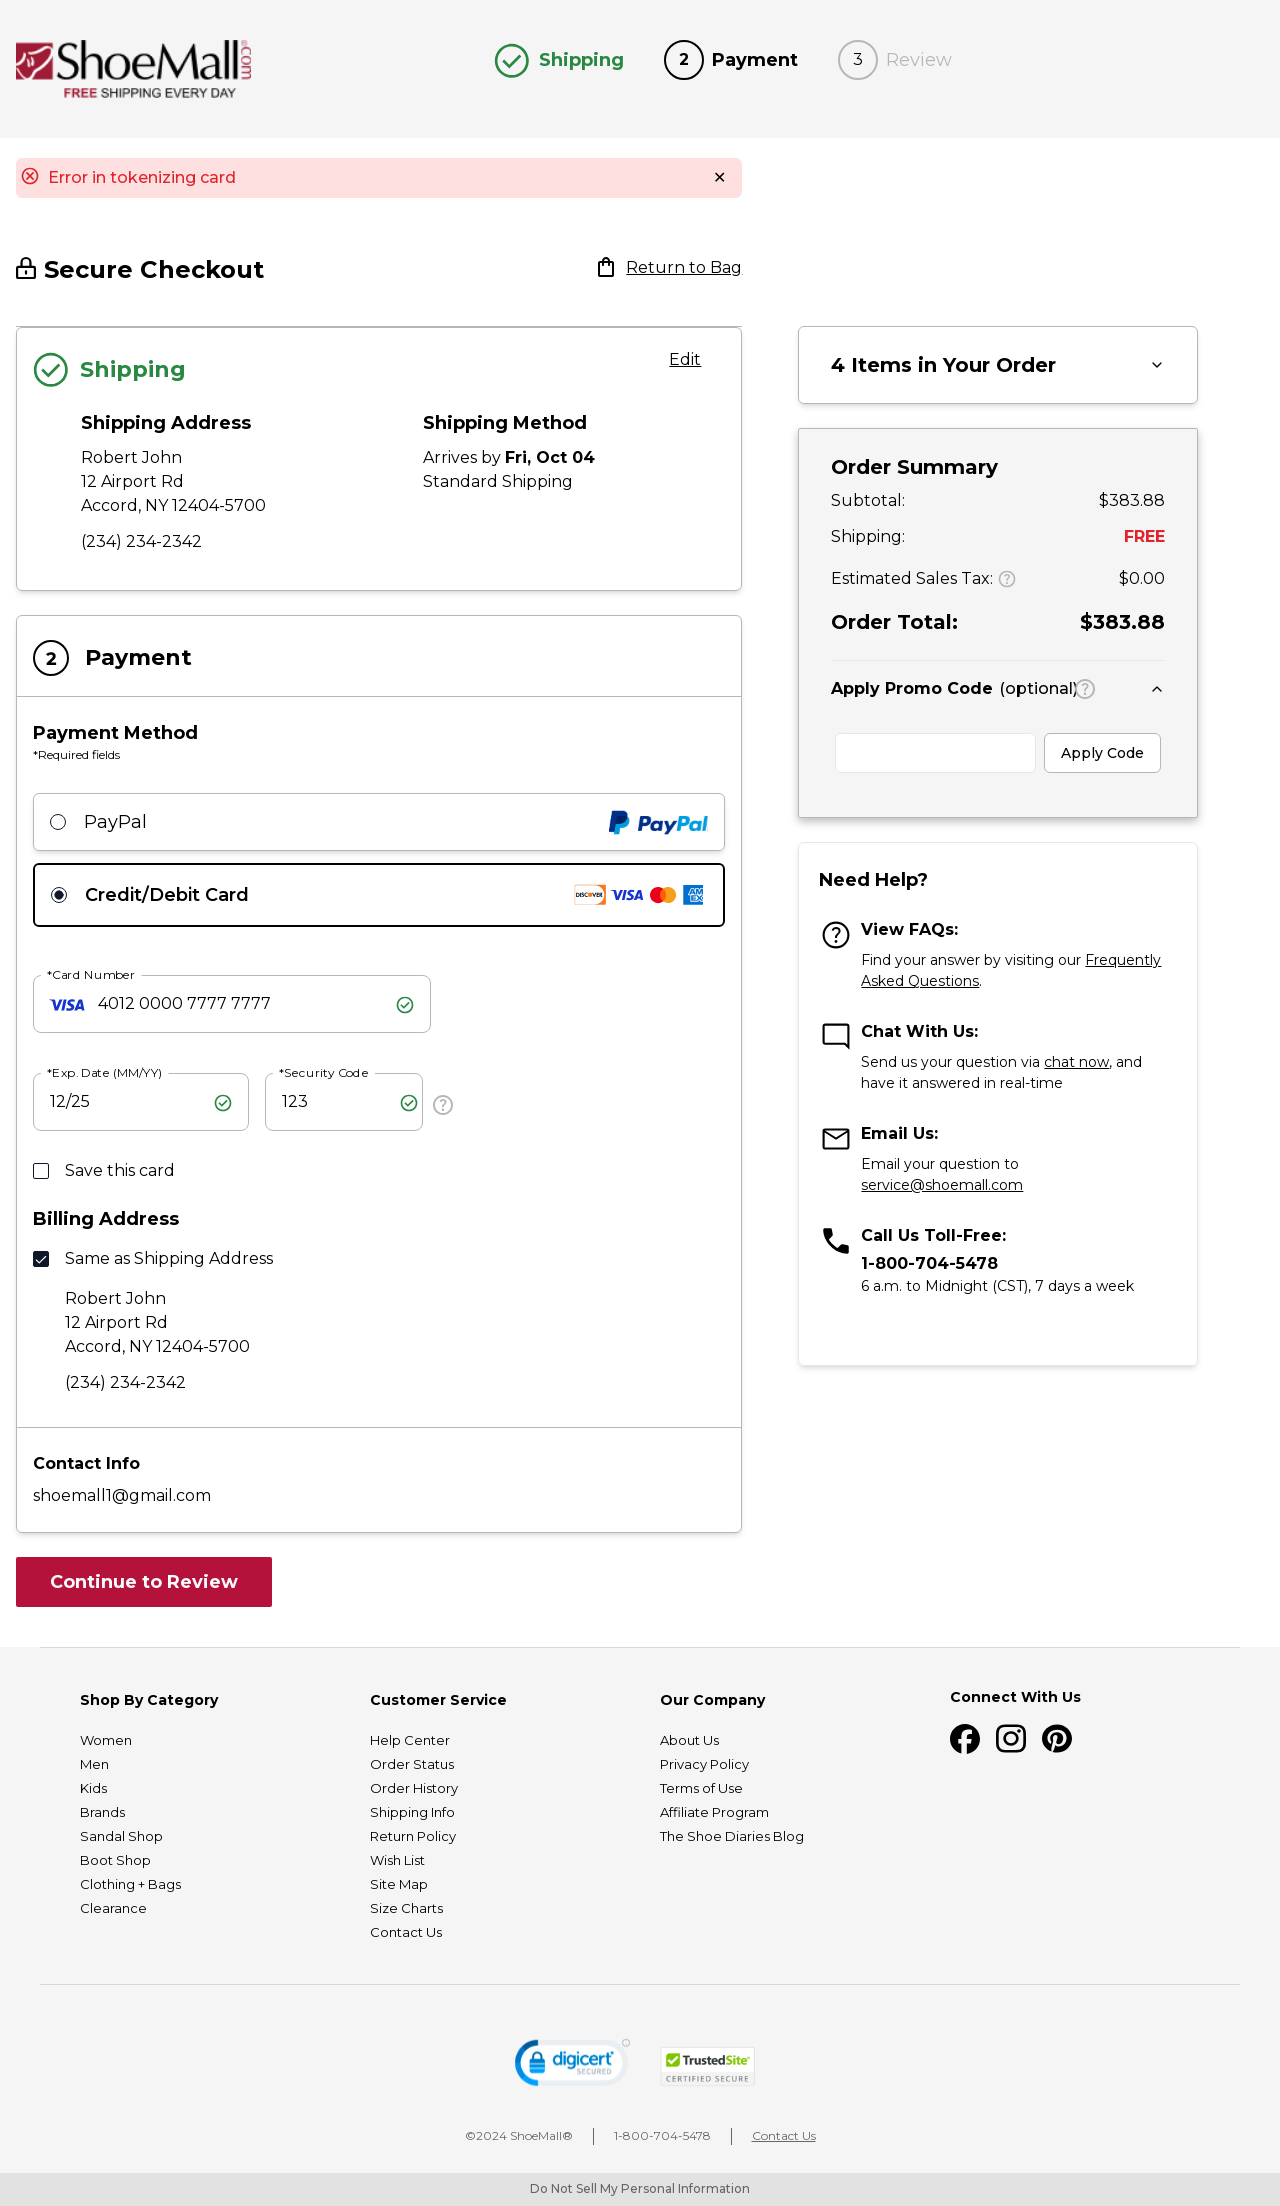 ShoeMall.com
FREE SHIPPING EVERY DAY
Shipping
2 Payment
3 Review
Error in tokenizing card
Secure Checkout
Return to Bag
Shipping
Edit
Shipping Address
Robert John
12 Airport Rd
Accord, NY 12404-5700
(234) 234-2342
Shipping Method
Arrives by Fri, Oct 04
Standard Shipping
2 Payment
Payment Method
*Required fields
PayPal
PayPal
Credit/Debit Card
DISCOVER VISA AM EX
*Card Number
VISA 4012 0000 7777 7777
*Exp. Date (MM/YY)
12/25
*Security Code
123
?
Save this card
Billing Address
Same as Shipping Address
Robert John
12 Airport Rd
Accord, NY 12404-5700
(234) 234-2342
Contact Info
shoemall1@gmail.com
Continue to Review
4 Items in Your Order
Order Summary
Subtotal: $383.88
Shipping: FREE
Estimated Sales Tax: ? $0.00
Order Total: $383.88
Apply Promo Code (optional) ?
Apply Code
Need Help?
View FAQs:
Find your answer by visiting our Frequently
Asked Questions.
Chat With Us:
Send us your question via chat now, and
have it answered in real-time
Email Us:
Email your question to
service@shoemall.com
Call Us Toll-Free:
1-800-704-5478
6 a.m. to Midnight (CST), 7 days a week
Shop By Category
Women
Men
Kids
Brands
Sandal Shop
Boot Shop
Clothing + Bags
Clearance
Customer Service
Help Center
Order Status
Order History
Shipping Info
Return Policy
Wish List
Site Map
Size Charts
Contact Us
Our Company
About Us
Privacy Policy
Terms of Use
Affiliate Program
The Shoe Diaries Blog
Connect With Us
digicert
SECURED
TrustedSite
CERTIFIED SECURE
©2024 ShoeMall®
1-800-704-5478
Contact Us
Do Not Sell My Personal Information